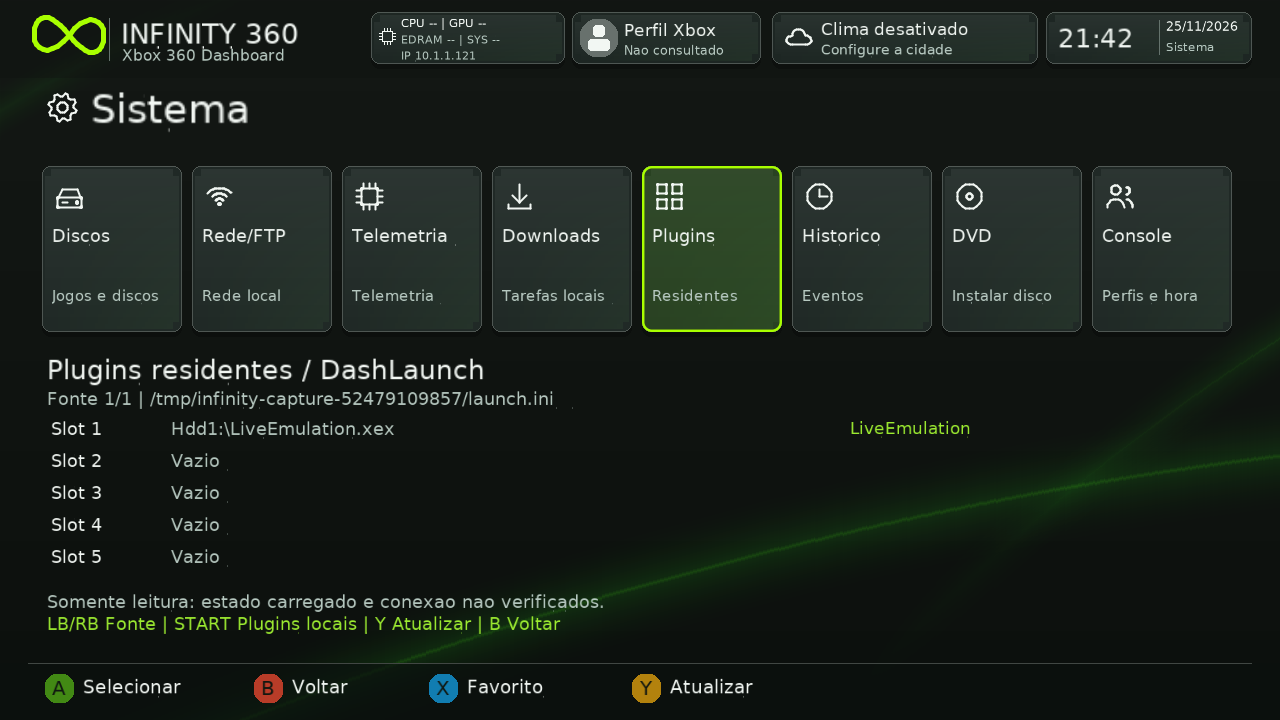 INFINITY 360
Xbox 360 Dashboard
CPU -- | GPU --
EDRAM -- | SYS --
IP 10.1.1.121
Perfil Xbox
Nao consultado
Clima desativado
Configure a cidade
21:42
25/11/2026
Sistema
Sistema
Discos
Jogos e discos
Rede/FTP
Rede local
Telemetria
Telemetria
Downloads
Tarefas locais
Plugins
Residentes
Historico
Eventos
DVD
Instalar disco
Console
Perfis e hora
Plugins residentes / DashLaunch
Fonte 1/1 | /tmp/infinity-capture-52479109857/launch.ini
Slot 1 Hdd1:\LiveEmulation.xex LiveEmulation
Slot 2 Vazio
Slot 3 Vazio
Slot 4 Vazio
Slot 5 Vazio
Somente leitura: estado carregado e conexao nao verificados.
LB/RB Fonte | START Plugins locais | Y Atualizar | B Voltar
A Selecionar B Voltar X Favorito Y Atualizar